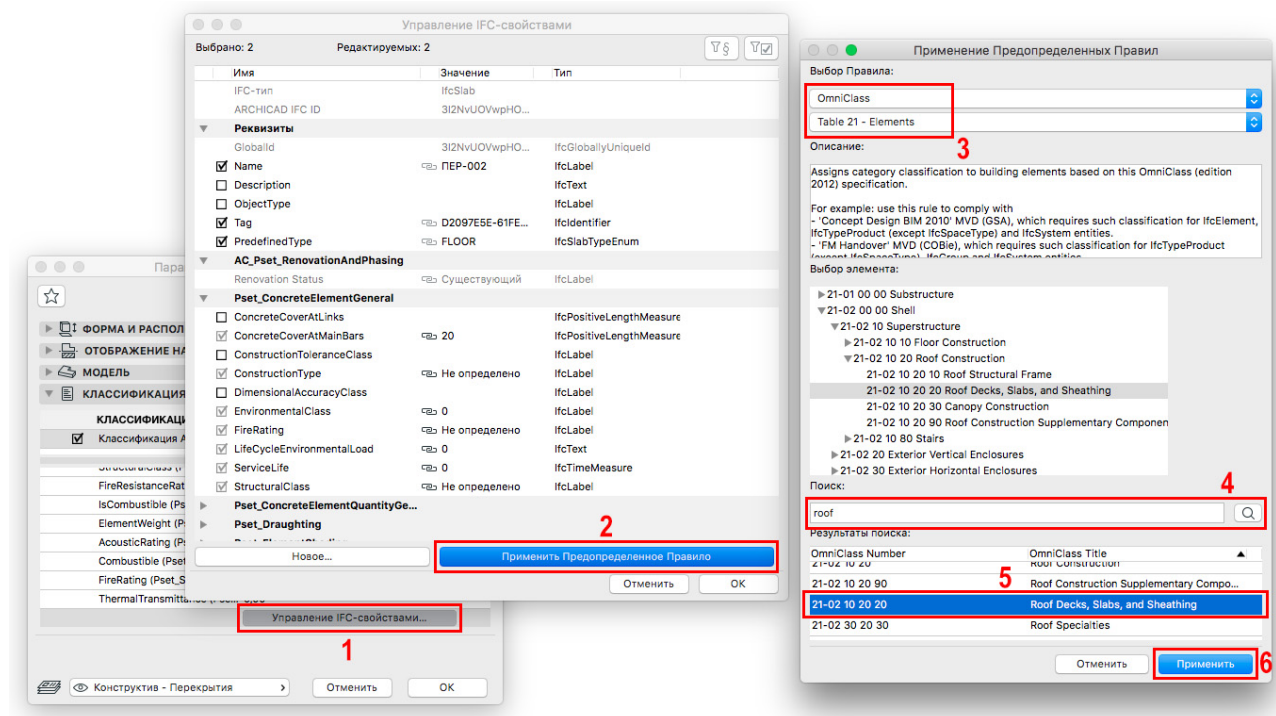 Управление IFC-свойствами
Выбрано: 2 Редактируемых: 2
Имя Значение Тип
IFC-тип IfcSlab
ARCHICAD IFC ID 3I2NvUOVwpHO...
Реквизиты
GlobalId 3I2NvUOVwpHO... IfcGloballyUniqueId
Name ПЕР-002 IfcLabel
Description IfcText
ObjectType IfcLabel
Tag D2097E5E-61FE... IfcIdentifier
PredefinedType FLOOR IfcSlabTypeEnum
AC_Pset_RenovationAndPhasing
Renovation Status Существующий IfcLabel
Pset_ConcreteElementGeneral
ConcreteCoverAtLinks IfcPositiveLengthMeasure
ConcreteCoverAtMainBars 20 IfcPositiveLengthMeasure
ConstructionToleranceClass IfcLabel
ConstructionType Не определено IfcLabel
DimensionalAccuracyClass IfcLabel
EnvironmentalClass 0 IfcLabel
FireRating Не определено IfcLabel
LifeCycleEnvironmentalLoad 0 IfcText
ServiceLife 0 IfcTimeMeasure
StructuralClass Не определено IfcLabel
Pset_ConcreteElementQuantityGe...
Pset_Draughting
2
Новое... Применить Предопределенное Правило
Отменить OK
Пара
ФОРМА И РАСПОЛ
ОТОБРАЖЕНИЕ НА
МОДЕЛЬ
КЛАССИФИКАЦИЯ
КЛАССИФИКАЦИ
Классификация A
FireResistanceRat
IsCombustible (Ps
ElementWeight (P
AcousticRating (P
Combustible (Pset
FireRating (Pset_S
Управление IFC-свойствами...
1
Конструктив - Перекрытия Отменить OK
Применение Предопределенных Правил
Выбор Правила:
OmniClass
Table 21 - Elements
3
Описание:
Assigns category classification to building elements based on this OmniClass (edition
2012) specification.
For example: use this rule to comply with
- 'Concept Design BIM 2010' MVD (GSA), which requires such classification for IfcElement,
IfcTypeProduct (except IfcSpaceType) and IfcSystem entities.
- 'FM Handover' MVD (COBie), which requires such classification for IfcTypeProduct
(except IfcSpaceType), IfcGroup and IfcSystem entities
Выбор элемента:
21-01 00 00 Substructure
21-02 00 00 Shell
21-02 10 Superstructure
21-02 10 10 Floor Construction
21-02 10 20 Roof Construction
21-02 10 20 10 Roof Structural Frame
21-02 10 20 20 Roof Decks, Slabs, and Sheathing
21-02 10 20 30 Canopy Construction
21-02 10 20 90 Roof Construction Supplementary Componen
21-02 10 80 Stairs
21-02 20 Exterior Vertical Enclosures
21-02 30 Exterior Horizontal Enclosures
Поиск: 4
roof
Результаты поиска:
OmniClass Number OmniClass Title
21-02 10 20 Roof Construction
5
21-02 10 20 90 Roof Construction Supplementary Compo...
21-02 10 20 20 Roof Decks, Slabs, and Sheathing
21-02 30 20 30 Roof Specialties
Отменить Применить 6